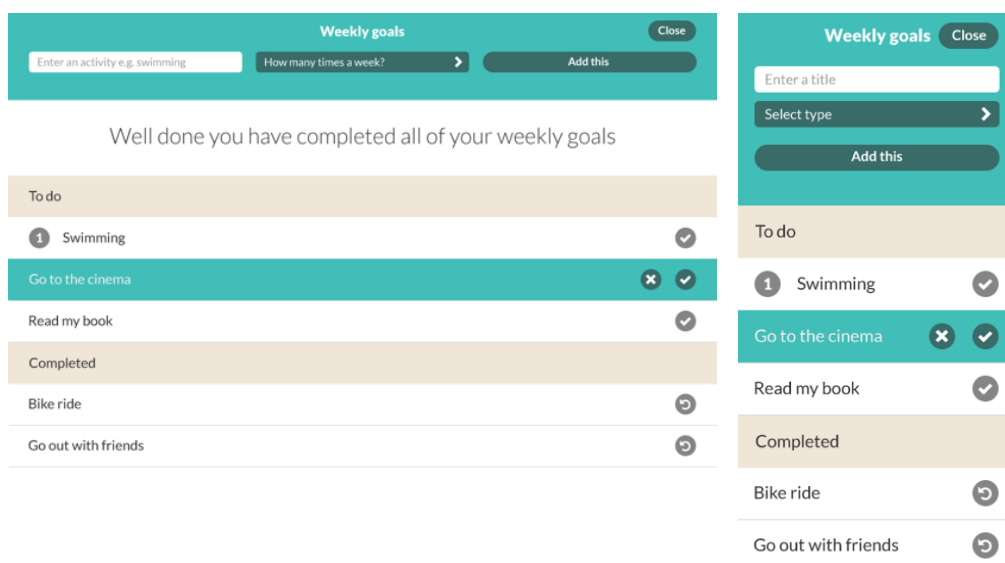 Weekly goals
Close
Enter an activity e.g. swimming
How many times a week?
Add this
Well done you have completed all of your weekly goals
To do
1 Swimming
Go to the cinema
Read my book
Completed
Bike ride
Go out with friends
Weekly goals
Close
Enter a title
Select type
Add this
To do
1 Swimming
Go to the cinema
Read my book
Completed
Bike ride
Go out with friends